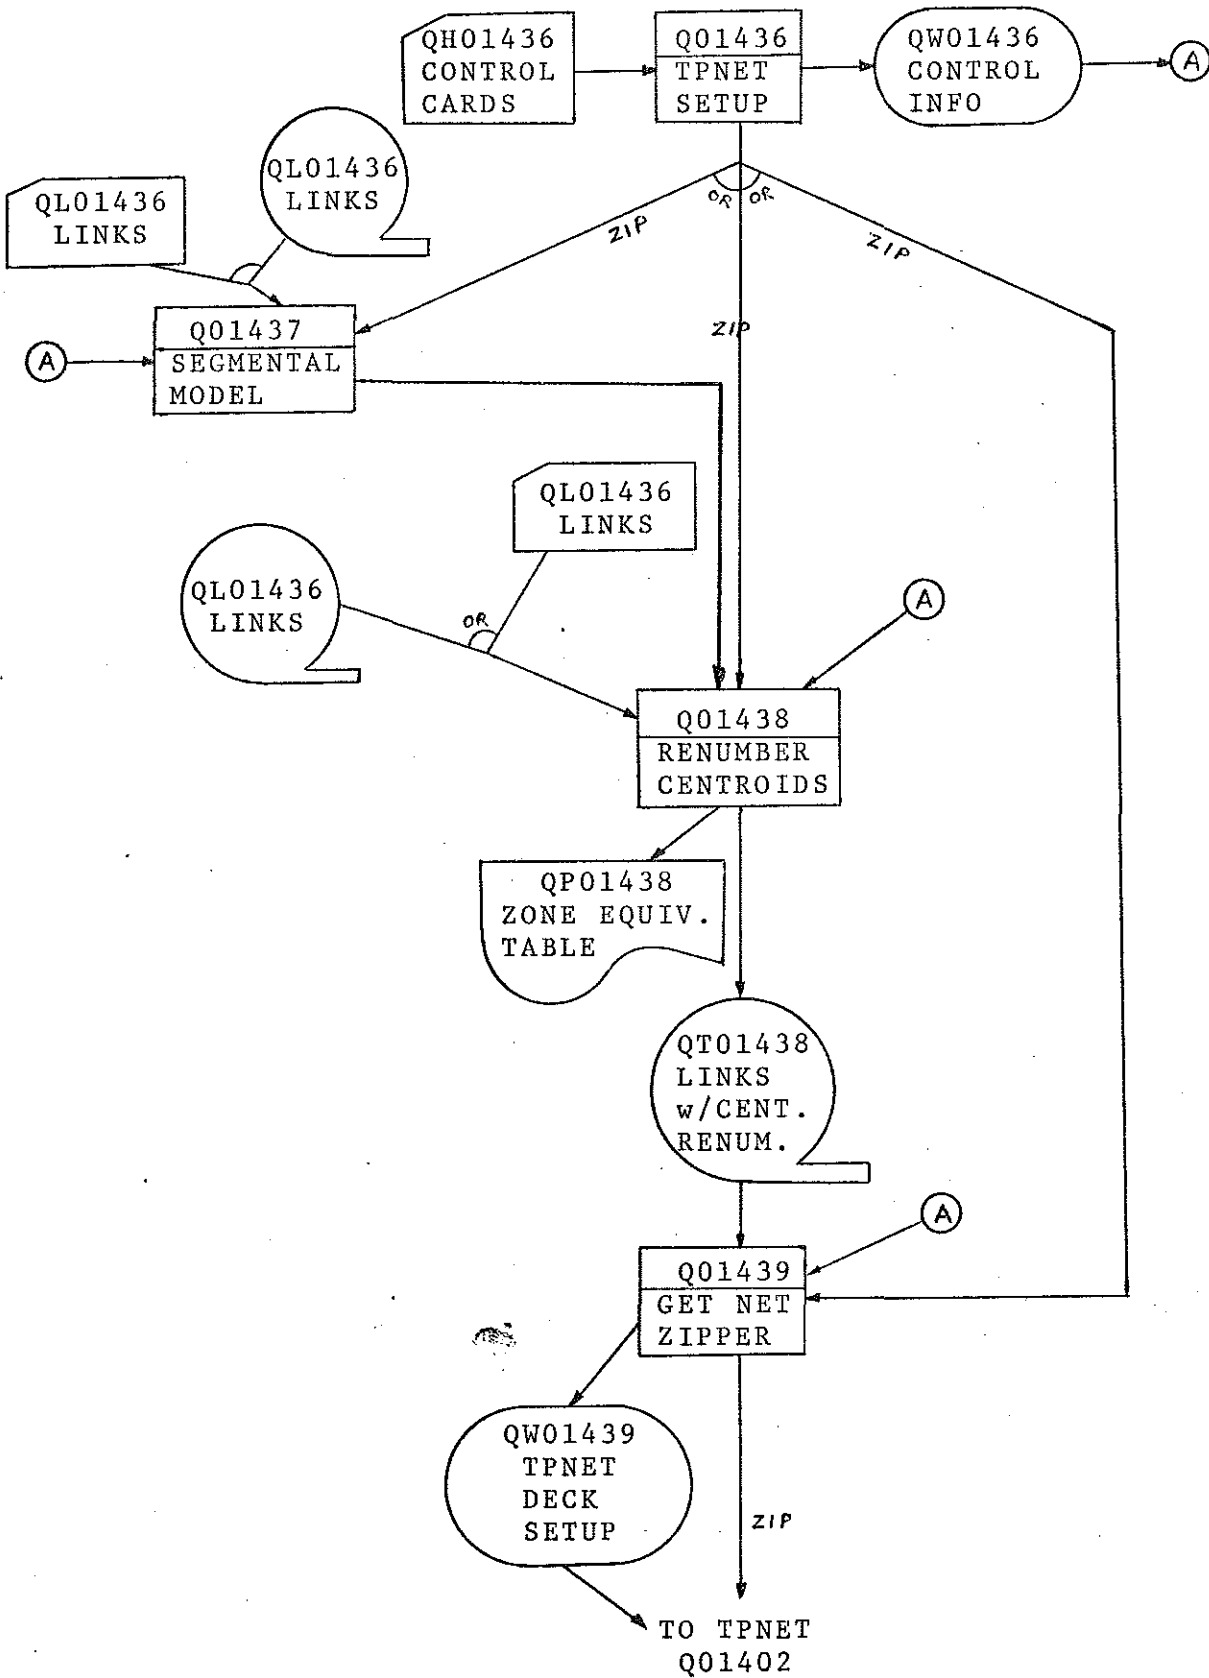 QH01436
CONTROL
CARDS
Q01436
TPNET
SETUP
QW01436
CONTROL
INFO
A
QL01436
LINKS
QL01436
LINKS
OR
OR
ZIP
ZIP
ZIP
Q01437
SEGMENTAL
MODEL
A
QL01436
LINKS
QL01436
LINKS
OR
A
Q01438
RENUMBER
CENTROIDS
QP01438
ZONE EQUIV.
TABLE
QT01438
LINKS
w/CENT.
RENUM.
A
Q01439
GET NET
ZIPPER
QW01439
TPNET
DECK
SETUP
ZIP
TO TPNET
Q01402